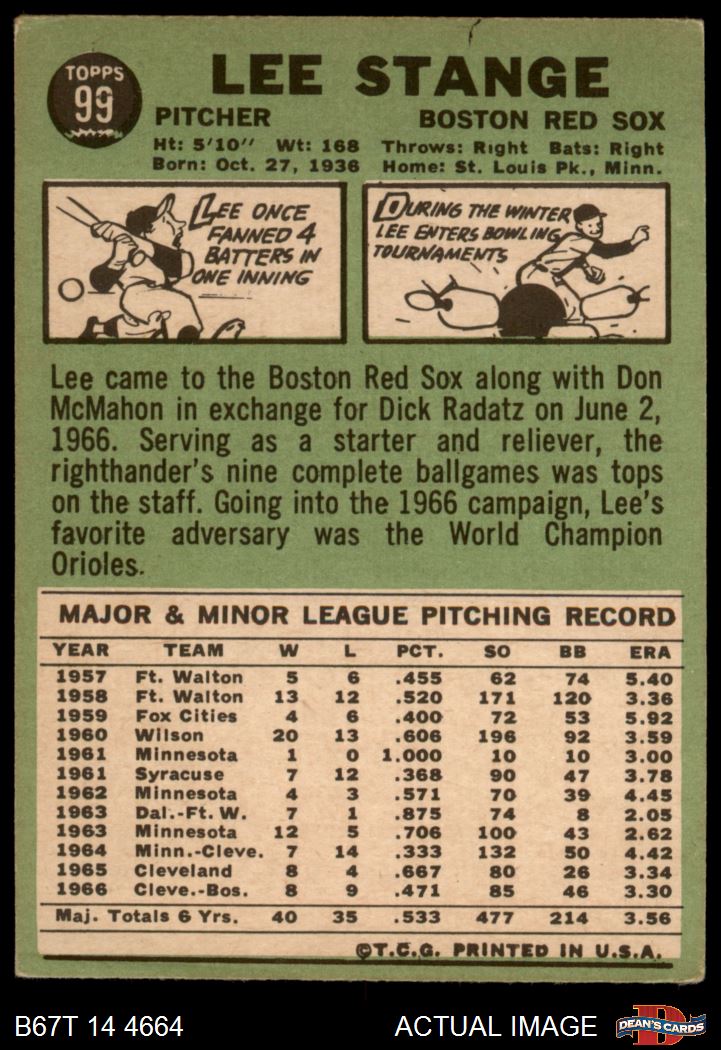 TOPPS
99
LEE STANGE
PITCHER BOSTON RED SOX
Ht: 5'10" Wt: 168 Throws: Right Bats: Right
Born: Oct. 27, 1936 Home: St. Louis Pk., Minn.
LEE ONCE
FANNED 4
BATTERS IN
ONE INNING
DURING THE WINTER
LEE ENTERS BOWLING
TOURNAMENTS
Lee came to the Boston Red Sox along with Don
McMahon in exchange for Dick Radatz on June 2,
1966. Serving as a starter and reliever, the
righthander's nine complete ballgames was tops
on the staff. Going into the 1966 campaign, Lee's
favorite adversary was the World Champion
Orioles.
MAJOR & MINOR LEAGUE PITCHING RECORD
YEAR TEAM W L PCT. SO BB ERA
1957 Ft. Walton 5 6 .455 62 74 5.40
1958 Ft. Walton 13 12 .520 171 120 3.36
1959 Fox Cities 4 6 .400 72 53 5.92
1960 Wilson 20 13 .606 196 92 3.59
1961 Minnesota 1 0 1.000 10 10 3.00
1961 Syracuse 7 12 .368 90 47 3.78
1962 Minnesota 4 3 .571 70 39 4.45
1963 Dal.-Ft. W. 7 1 .875 74 8 2.05
1963 Minnesota 12 5 .706 100 43 2.62
1964 Minn.-Cleve. 7 14 .333 132 50 4.42
1965 Cleveland 8 4 .667 80 26 3.34
1966 Cleve.-Bos. 8 9 .471 85 46 3.30
Maj. Totals 6 Yrs. 40 35 .533 477 214 3.56
©T.C.G. PRINTED IN U.S.A.
B67T 14 4664 ACTUAL IMAGE
DEAN'S CARDS